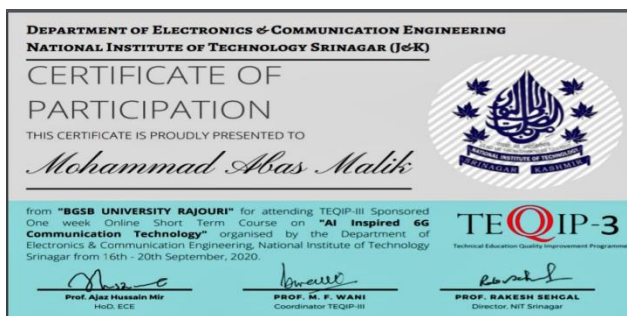 DEPARTMENT OF ELECTRONICS & COMMUNICATION ENGINEERING
NATIONAL INSTITUTE OF TECHNOLOGY SRINAGAR (J&K)
CERTIFICATE OF
PARTICIPATION
THIS CERTIFICATE IS PROUDLY PRESENTED TO
Mohammad Abas Malik
NATIONAL INSTITUTE OF TECHNOLOGY
SRINAGAR KASHMIR
from "BGSB UNIVERSITY RAJOURI" for attending TEQIP-III Sponsored
One week Online Short Term Course on "AI Inspired 6G
Communication Technology" organised by the Department of
Electronics & Communication Engineering, National Institute of Technology
Srinagar from 16th - 20th September, 2020.
TEQIP-3
Technical Education Quality Improvement Programme
Prof. Ajaz Hussain Mir
HoD, ECE
PROF. M. F. WANI
Coordinator TEQIP-III
PROF. RAKESH SEHGAL
Director, NIT Srinagar